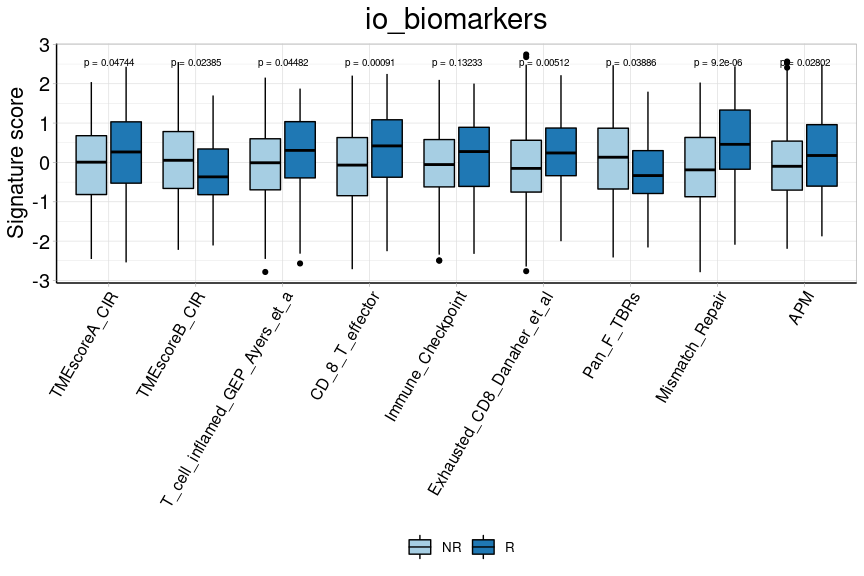 io_biomarkers
Signature score
3
2
1
0
-1
-2
-3
p = 0.04744
p = 0.02385
p = 0.04482
p = 0.00091
p = 0.13233
p = 0.00512
p = 0.03886
p = 9.2e-06
p = 0.02802
TMEscoreA_CIR
TMEscoreB_CIR
T_cell_inflamed_GEP_Ayers_et_a
CD_8_T_effector
Immune_Checkpoint
Exhausted_CD8_Danaher_et_al
Pan_F_TBRs
Mismatch_Repair
APM
NR
R